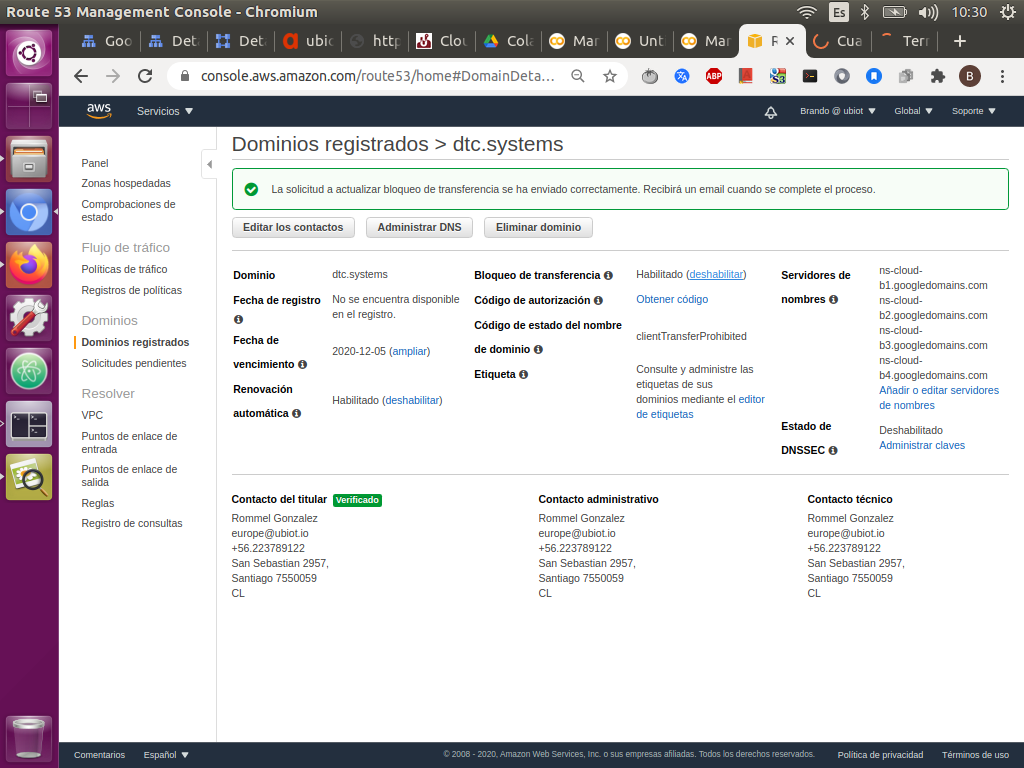 Route 53 Management Console - Chromium
Es
10:30
Goo
Deta
Deta
ubic
http
Clou
Cola
Mar
Unt
Mar
R
Cua
Terr
console.aws.amazon.com/route53/home#DomainDeta...
ABP
S3
B
aws
Servicios
Brando @ ubiot
Global
Soporte
Panel
Zonas hospedadas
Comprobaciones de
estado
Flujo de tráfico
Políticas de tráfico
Registros de políticas
Dominios
Dominios registrados
Solicitudes pendientes
Resolver
VPC
Puntos de enlace de
entrada
Puntos de enlace de
salida
Reglas
Registro de consultas
Dominios registrados > dtc.systems
La solicitud a actualizar bloqueo de transferencia se ha enviado correctamente. Recibirá un email cuando se complete el proceso.
Editar los contactos
Administrar DNS
Eliminar dominio
Dominio
dtc.systems
Fecha de registro
No se encuentra disponible
en el registro.
Fecha de
vencimiento
2020-12-05 (ampliar)
Renovación
automática
Habilitado (deshabilitar)
Bloqueo de transferencia
Habilitado (deshabilitar)
Código de autorización
Obtener código
Código de estado del nombre
de dominio
clientTransferProhibited
Etiqueta
Consulte y administre las
etiquetas de sus
dominios mediante el editor
de etiquetas
Servidores de
nombres
ns-cloud-
b1.googledomains.com
ns-cloud-
b2.googledomains.com
ns-cloud-
b3.googledomains.com
ns-cloud-
b4.googledomains.com
Añadir o editar servidores
de nombres
Estado de
DNSSEC
Deshabilitado
Administrar claves
Contacto del titular
Verificado
Rommel Gonzalez
europe@ubiot.io
+56.223789122
San Sebastian 2957,
Santiago 7550059
CL
Contacto administrativo
Rommel Gonzalez
europe@ubiot.io
+56.223789122
San Sebastian 2957,
Santiago 7550059
CL
Contacto técnico
Rommel Gonzalez
europe@ubiot.io
+56.223789122
San Sebastian 2957,
Santiago 7550059
CL
Comentarios
Español
© 2008 - 2020, Amazon Web Services, Inc. o sus empresas afiliadas. Todos los derechos reservados.
Política de privacidad
Términos de uso